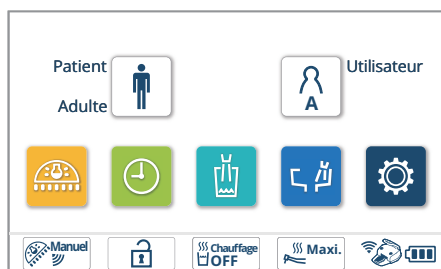 Patient
Utilisateur
Adulte
A
Manuel
Chauffage
OFF
Maxi.